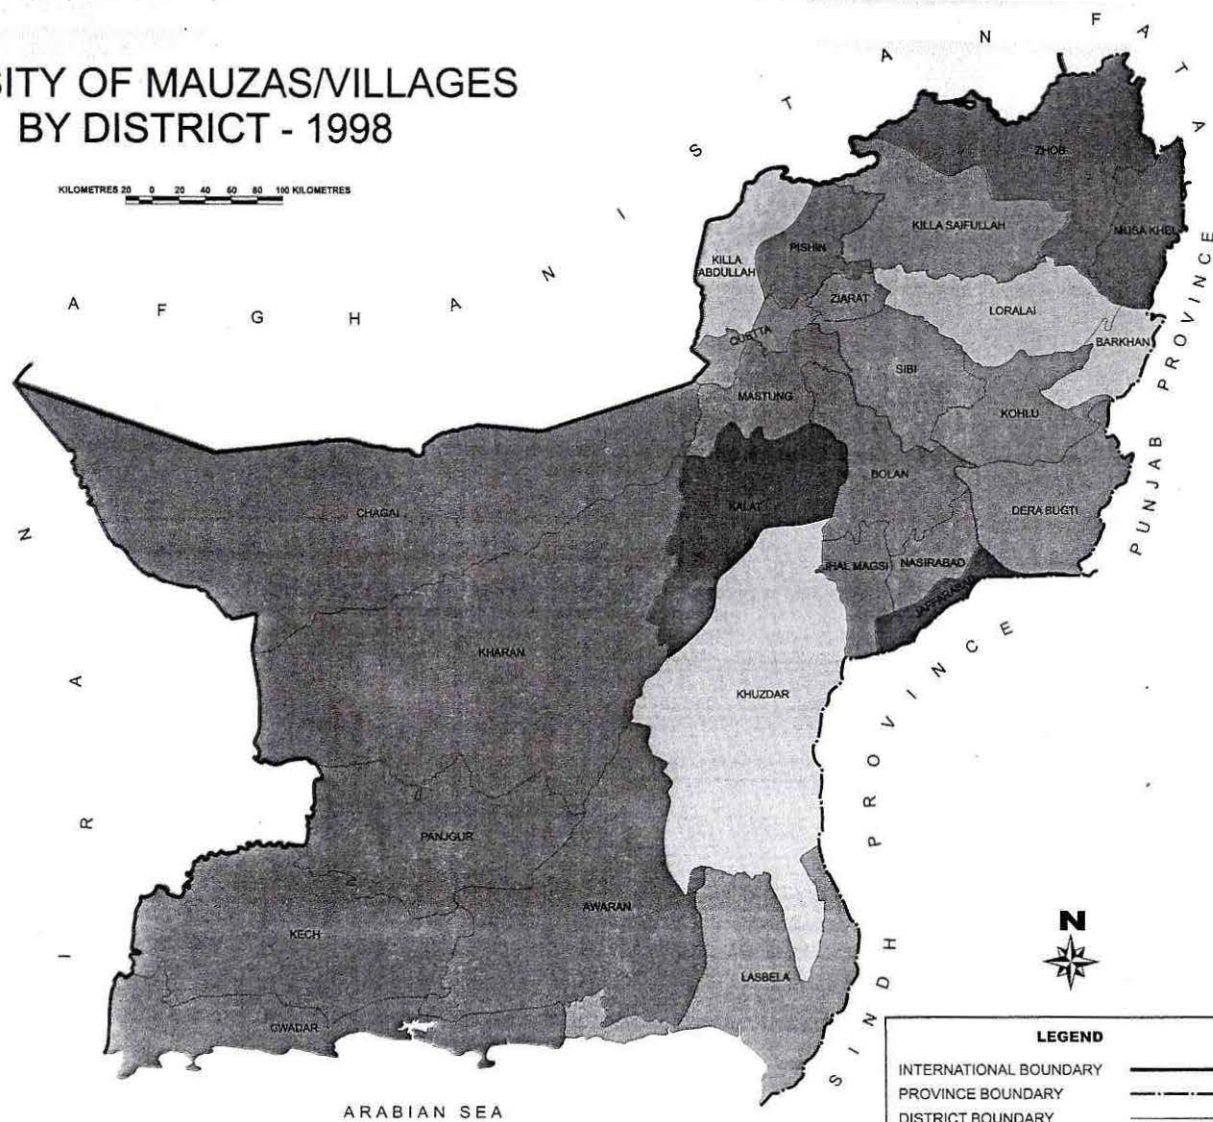 SITY OF MAUZAS/VILLAGES
BY DISTRICT - 1998
KILOMETRES 20 0 20 40 60 80 100 KILOMETRES
AFGHANISTAN
FATA
IRAN
PUNJAB PROVINCE
SINDH PROVINCE
ARABIAN SEA
ZHOB
MUSA KHEL
KILLA SAIFULLAH
PISHIN
KILLA
ABDULLAH
ZIARAT
LORALAI
BARKHAN
QUETTA
SIBI
MASTUNG
KOHLU
BOLAN
KALAT
DERA BUGTI
CHAGAI
JHAL MAGSI
NASIRABAD
KHARAN
KHUZDAR
PANJGUR
AWARAN
KECH
LASBELA
GWADAR
N
LEGEND
INTERNATIONAL BOUNDARY
PROVINCE BOUNDARY
DISTRICT BOUNDARY